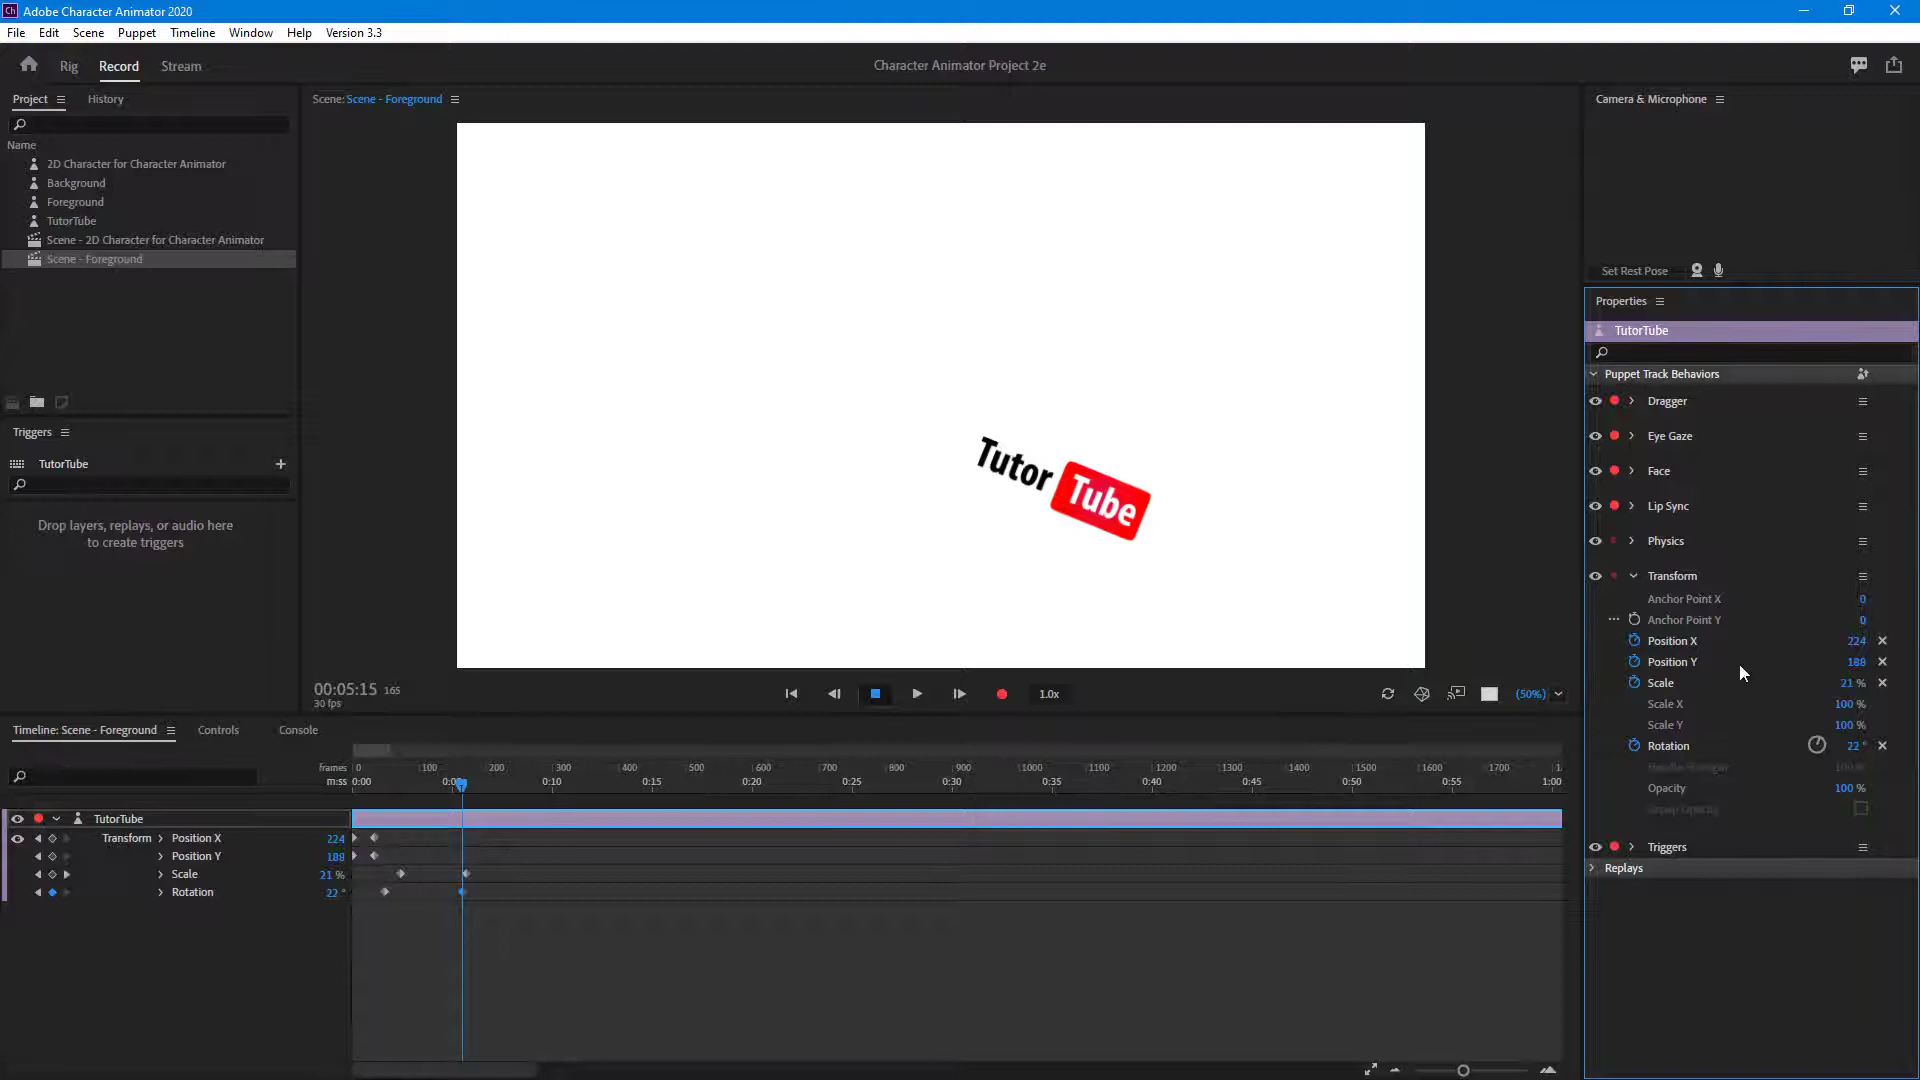 Ch Adobe Character Animator 2020
File Edit Scene Puppet Timeline Window Help Version 3.3
Rig Record Stream Character Animator Project 2e
Project History
Name
2D Character for Character Animator
Background
Foreground
TutorTube
Scene - 2D Character for Character Animator
Scene - Foreground
Triggers
TutorTube
Drop layers, replays, or audio here
to create triggers
Scene: Scene - Foreground
Tutor Tube
00:05:15 165
30 fps
1.0x
(50%)
Camera & Microphone
Set Rest Pose
Properties
TutorTube
Puppet Track Behaviors
Dragger
Eye Gaze
Face
Lip Sync
Physics
Transform
Anchor Point X 0
Anchor Point Y 0
Position X 224
Position Y 188
Scale 21 %
Scale X 100 %
Scale Y 100 %
Rotation 22 °
Opacity 100 %
Group Opacity
Triggers
Replays
Timeline: Scene - Foreground Controls Console
frames 0 100 200 300 400 500 600 700 800 900 1000 1100 1200 1300 1400 1500 1600 1700 1
m:ss 0:00 0:0 0:10 0:15 0:20 0:25 0:30 0:35 0:40 0:45 0:50 0:55 1:00
TutorTube
Transform Position X 224
Position Y 188
Scale 21 %
Rotation 22 °